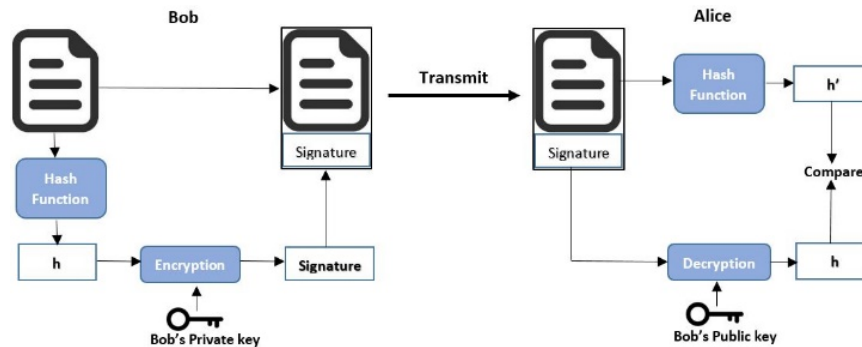 Bob
Alice
Transmit
Signature
Signature
Hash
Function
h
Encryption
Signature
Bob's Private key
Hash
Function
h'
Compare
Decryption
h
Bob's Public key